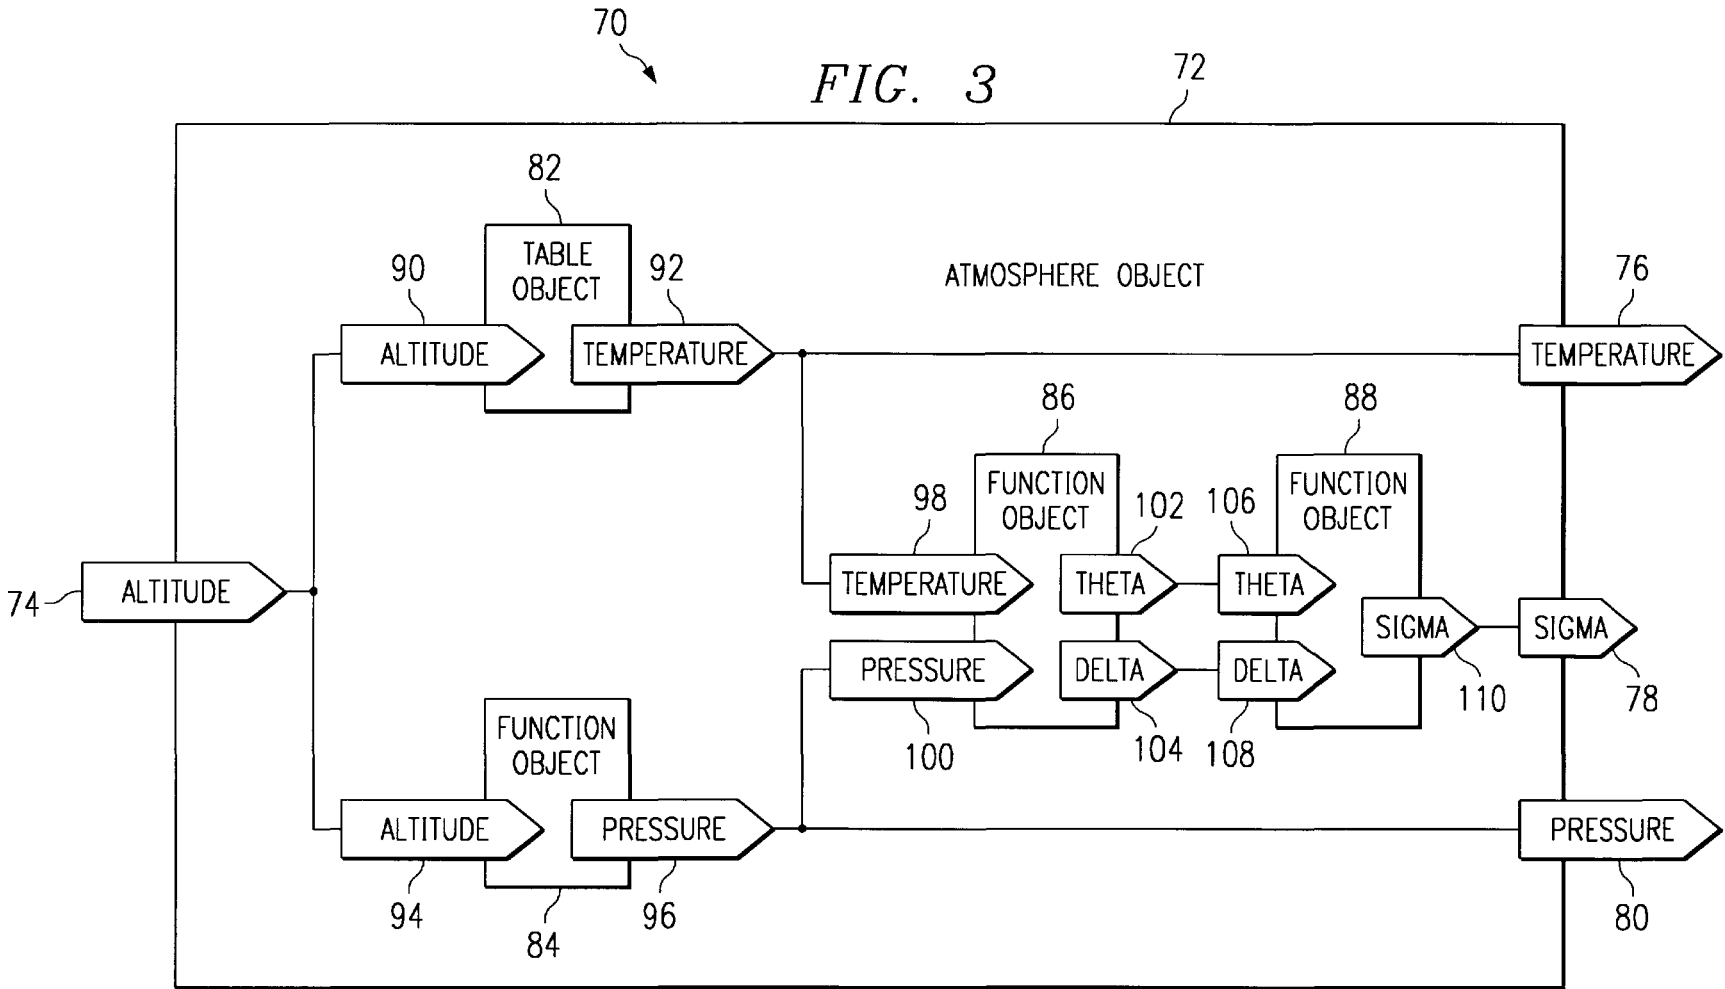 70
FIG. 3
72
82
TABLE
OBJECT
90
92
ATMOSPHERE OBJECT
76
ALTITUDE
TEMPERATURE
TEMPERATURE
86
88
FUNCTION
OBJECT
FUNCTION
OBJECT
98
102
106
74
ALTITUDE
TEMPERATURE
THETA
THETA
SIGMA
SIGMA
PRESSURE
DELTA
DELTA
110
78
100
104
108
FUNCTION
OBJECT
ALTITUDE
PRESSURE
PRESSURE
94
84
96
80